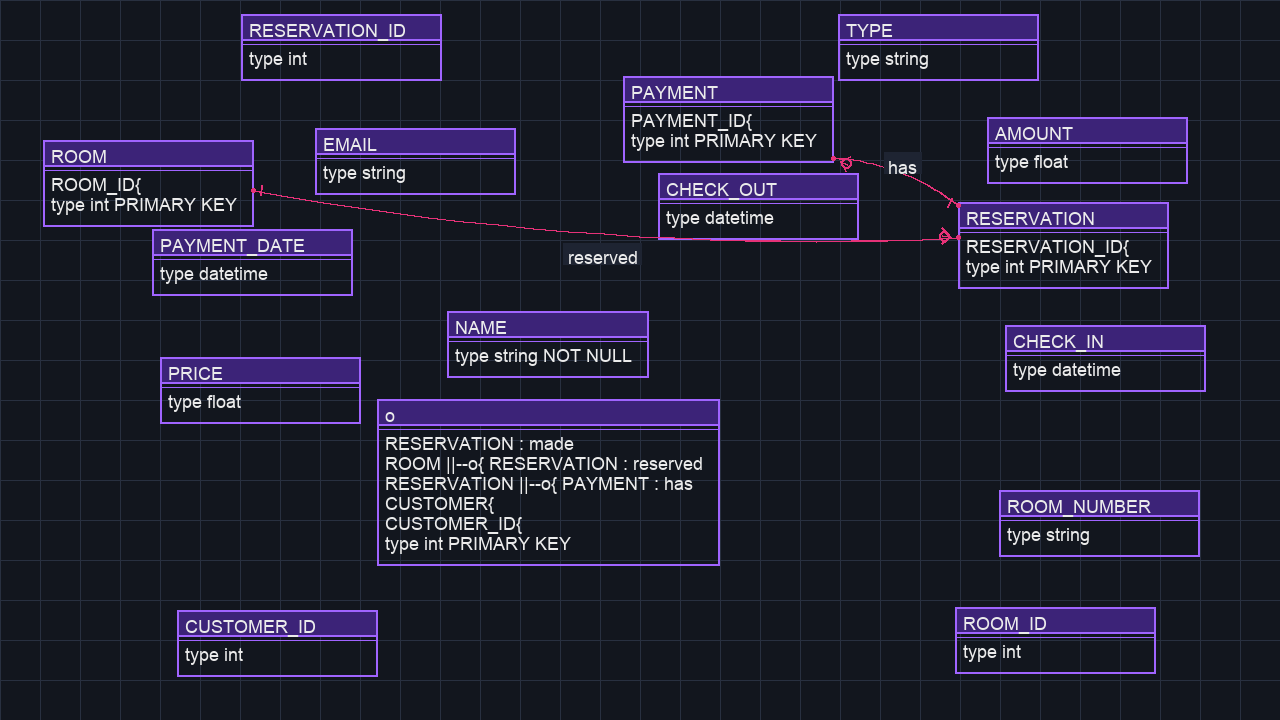 RESERVATION_ID
type int
TYPE
type string
PAYMENT
PAYMENT_ID{
type int PRIMARY KEY
ROOM
ROOM_ID{
type int PRIMARY KEY
EMAIL
type string
AMOUNT
type float
has
CHECK_OUT
type datetime
RESERVATION
RESERVATION_ID{
type int PRIMARY KEY
PAYMENT_DATE
type datetime
reserved
NAME
type string NOT NULL
CHECK_IN
type datetime
PRICE
type float
o
RESERVATION : made
ROOM ||--o{ RESERVATION : reserved
RESERVATION ||--o{ PAYMENT : has
CUSTOMER{
CUSTOMER_ID{
type int PRIMARY KEY
ROOM_NUMBER
type string
CUSTOMER_ID
type int
ROOM_ID
type int